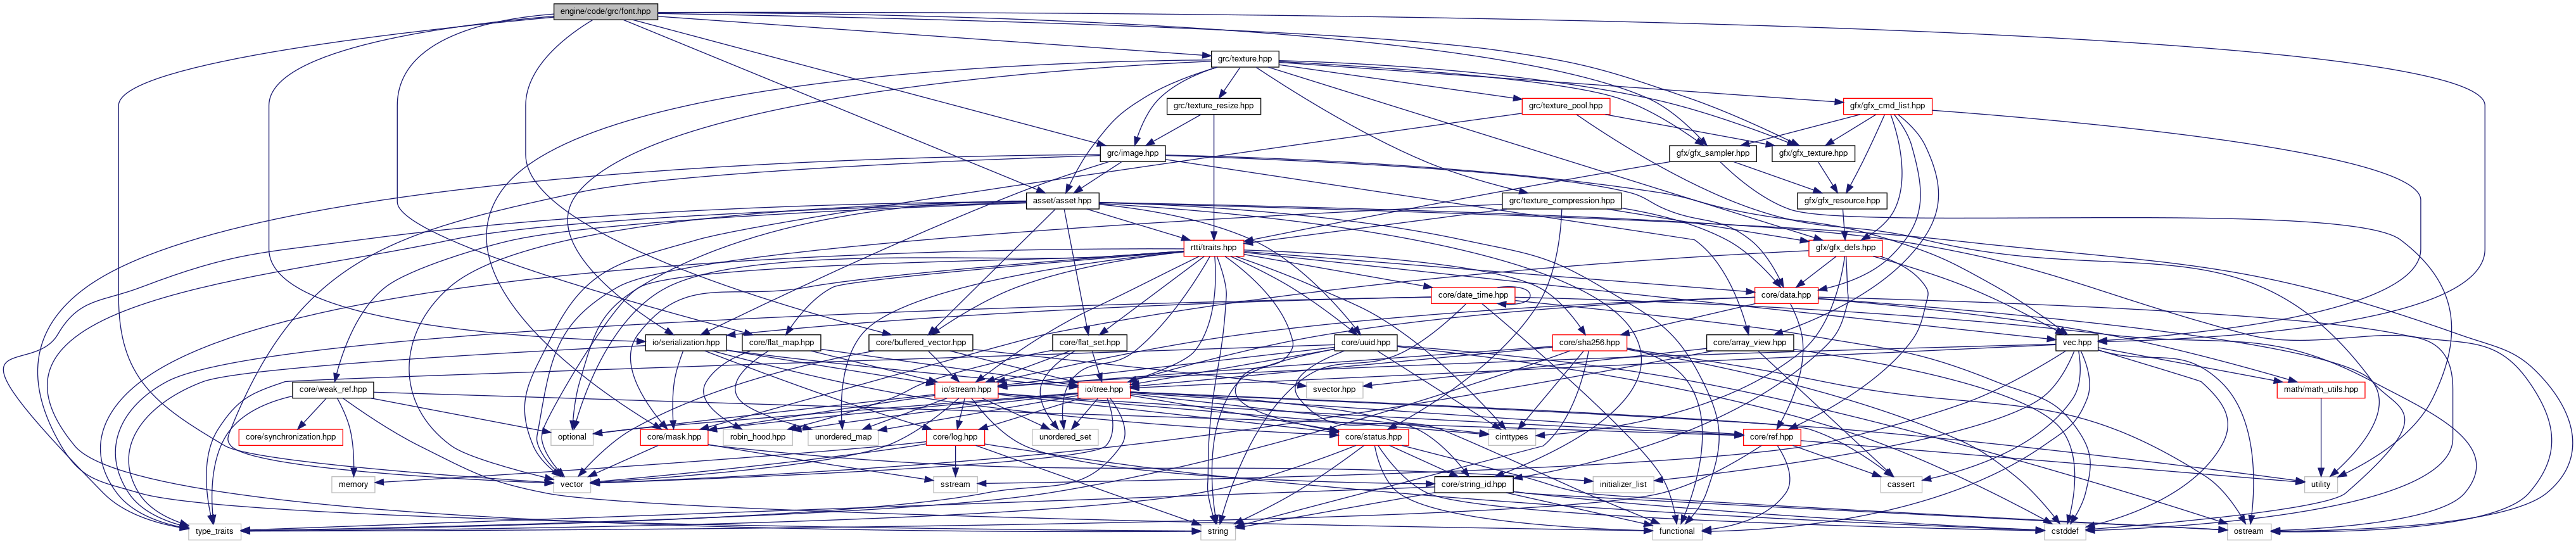 engine/code/grc/font.hpp
grc/texture.hpp
grc/texture_resize.hpp
grc/texture_pool.hpp
gfx/gfx_cmd_list.hpp
grc/image.hpp
gfx/gfx_sampler.hpp
gfx/gfx_texture.hpp
asset/asset.hpp
grc/texture_compression.hpp
gfx/gfx_resource.hpp
rtti/traits.hpp
gfx/gfx_defs.hpp
core/date_time.hpp
core/data.hpp
io/serialization.hpp
core/flat_map.hpp
core/buffered_vector.hpp
core/flat_set.hpp
core/uuid.hpp
core/sha256.hpp
core/array_view.hpp
vec.hpp
core/weak_ref.hpp
io/stream.hpp
io/tree.hpp
svector.hpp
math/math_utils.hpp
core/synchronization.hpp
optional
core/mask.hpp
robin_hood.hpp
unordered_map
core/log.hpp
unordered_set
core/status.hpp
cinttypes
core/ref.hpp
memory
vector
sstream
core/string_id.hpp
initializer_list
cassert
utility
type_traits
string
functional
cstddef
ostream